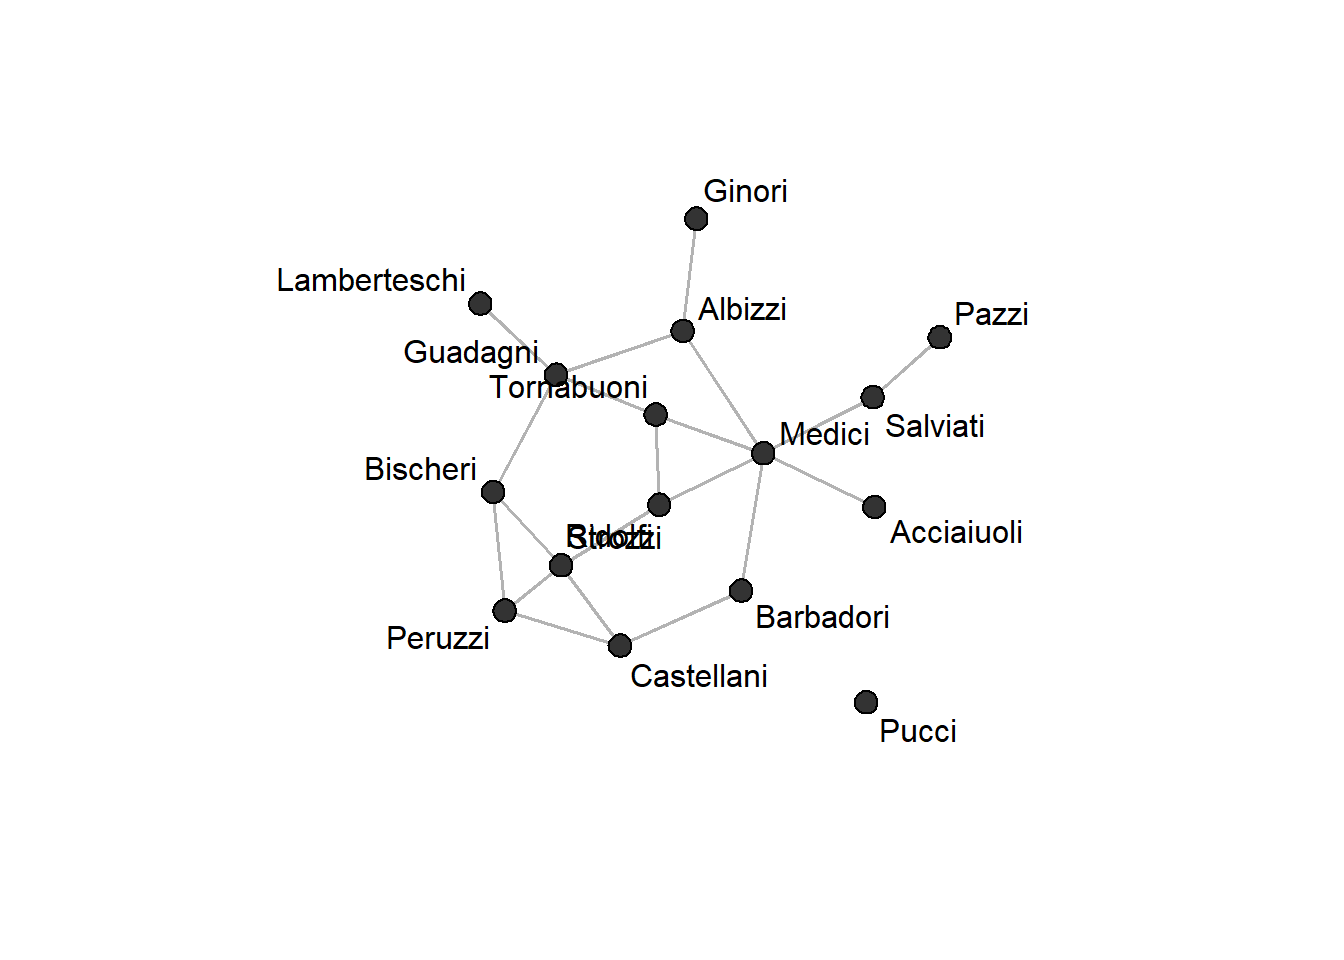 Ginori
Lamberteschi
Albizzi
Pazzi
Guadagni
Tornabuoni
Medici
Salviati
Bischeri
Ridolfi
Strozzi
Acciaiuoli
Barbadori
Peruzzi
Castellani
Pucci